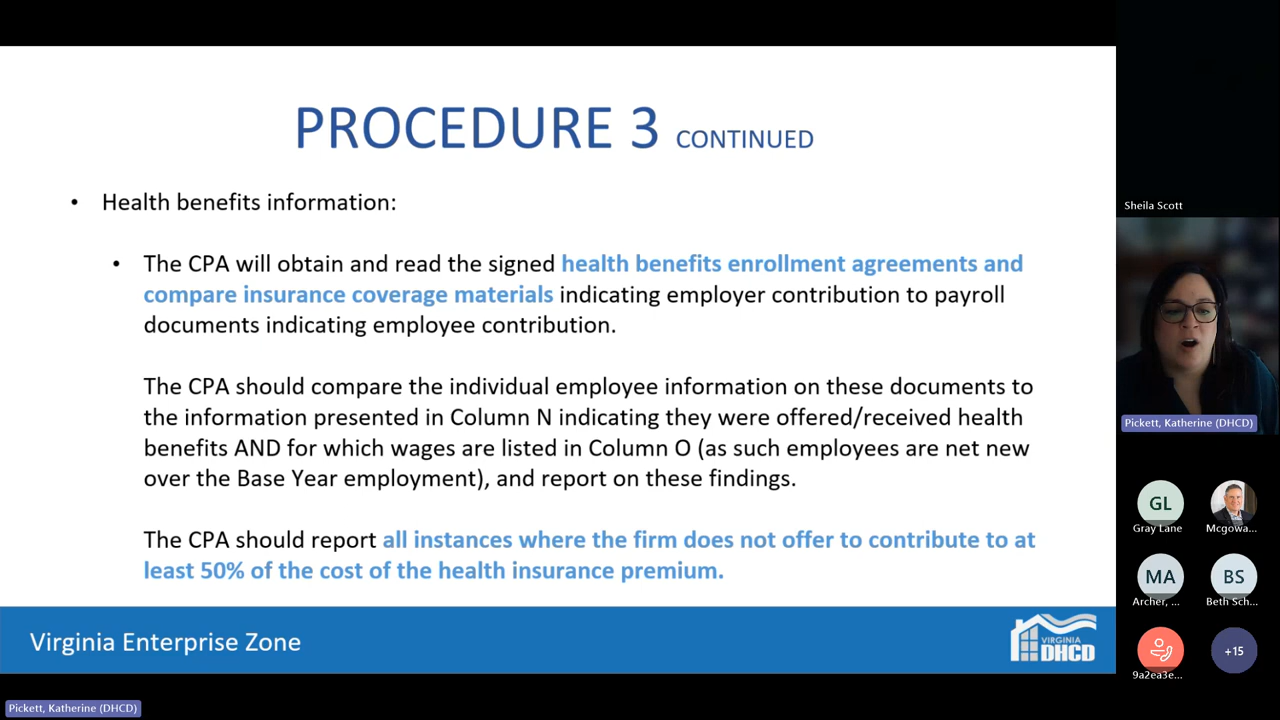 PROCEDURE 3 CONTINUED
• Health benefits information:
• The CPA will obtain and read the signed health benefits enrollment agreements and
compare insurance coverage materials indicating employer contribution to payroll
documents indicating employee contribution.
The CPA should compare the individual employee information on these documents to
the information presented in Column N indicating they were offered/received health
benefits AND for which wages are listed in Column O (as such employees are net new
over the Base Year employment), and report on these findings.
The CPA should report all instances where the firm does not offer to contribute to at
least 50% of the cost of the health insurance premium.
Virginia Enterprise Zone
VIRGINIA
DHCD
Pickett, Katherine (DHCD)
Sheila Scott
Pickett, Katherine (DHCD)
GL
Gray Lane
Mcgowa...
MA
Archer, ...
BS
Beth Sch...
9a2ea3e...
+15